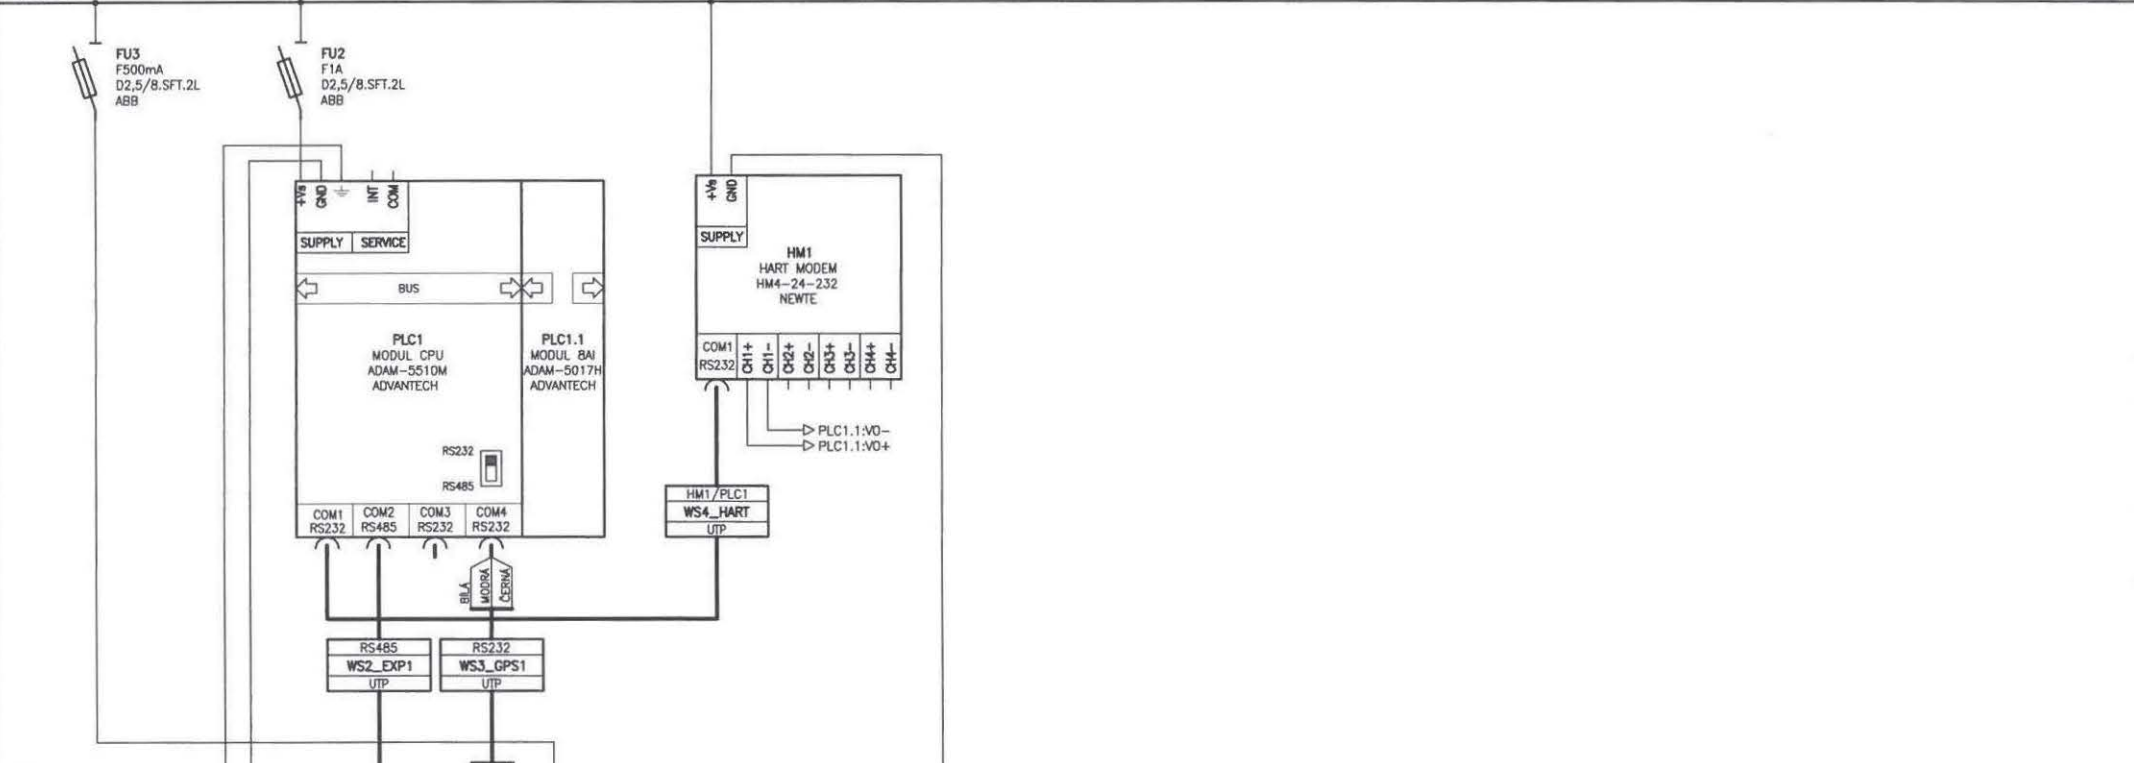 FU3
F500mA
D2,5/8.SFT.2L
ABB
FU2
F1A
D2,5/8.SFT.2L
ABB
+Vs
GND
INT
COM
SUPPLY
SERVICE
BUS
PLC1
MODUL CPU
ADAM-5510M
ADVANTECH
PLC1.1
MODUL 8AI
ADAM-5017H
ADVANTECH
RS232
RS485
COM1
RS232
COM2
RS485
COM3
RS232
COM4
RS232
BÍLÁ
MODRÁ
ČERNÁ
RS485
WS2_EXP1
UTP
RS232
WS3_GPS1
UTP
+Vs
GND
SUPPLY
HM1
HART MODEM
HM4-24-232
NEWTE
COM1
RS232
CH1+
CH1-
CH2+
CH2-
CH3+
CH3-
CH4+
CH4-
PLC1.1:V0-
PLC1.1:V0+
HM1/PLC1
WS4_HART
UTP